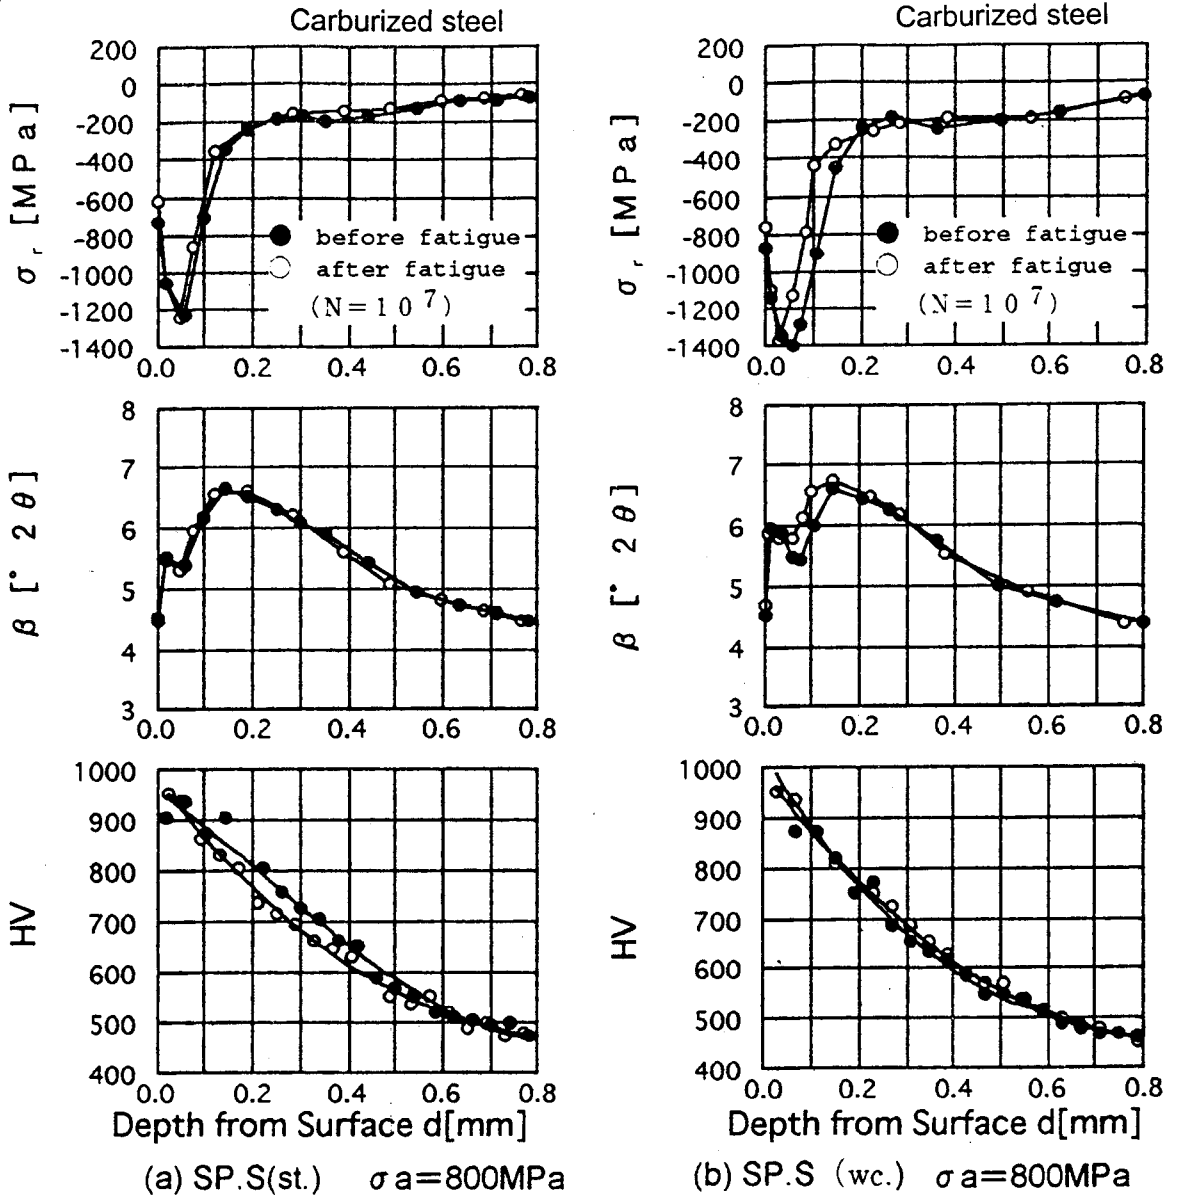 Carburized steel
200
0
-200
-400
-600
-800
-1000
-1200
-1400
σr [MPa]
● before fatigue
○ after fatigue
(N=10⁷)
0.0 0.2 0.4 0.6 0.8
8
7
6
5
4
3
β [° 2θ]
0.0 0.2 0.4 0.6 0.8
1000
900
800
700
600
500
400
HV
0.0 0.2 0.4 0.6 0.8
Depth from Surface d[mm]
(a) SP.S(st.) σa=800MPa
Carburized steel
200
0
-200
-400
-600
-800
-1000
-1200
-1400
σr [MPa]
● before fatigue
○ after fatigue
(N=10⁷)
0.0 0.2 0.4 0.6 0.8
8
7
6
5
4
3
β [° 2θ]
0.0 0.2 0.4 0.6 0.8
1000
900
800
700
600
500
400
HV
0.0 0.2 0.4 0.6 0.8
Depth from Surface d[mm]
(b) SP.S (wc.) σa=800MPa